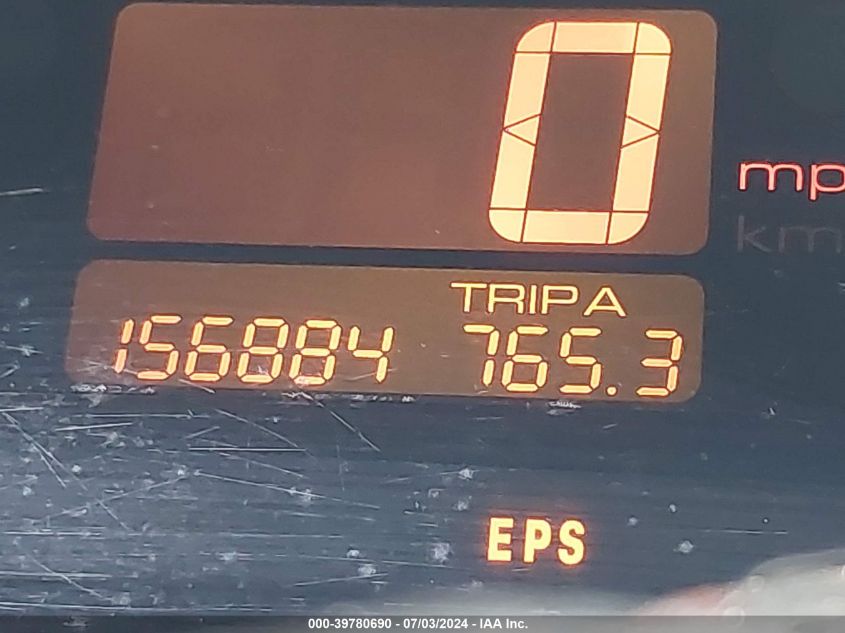 0
mp
km
TRIP A
156884 765.3
EPS
000-39780690 - 07/03/2024 - IAA Inc.